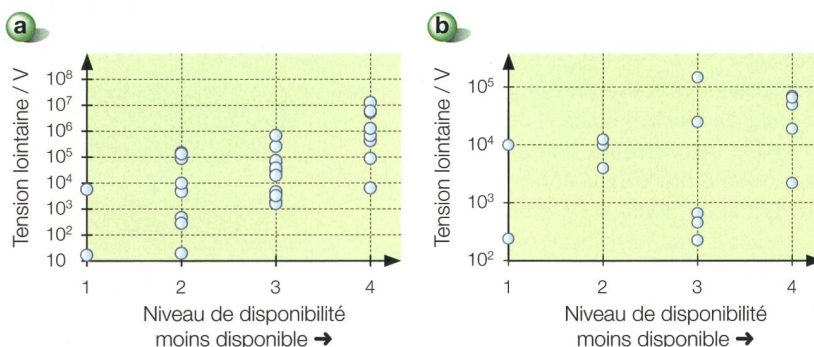 a
Tension lointaine / V
10⁸
10⁷
10⁶
10⁵
10⁴
10³
10²
10
1 2 3 4
Niveau de disponibilité
moins disponible ➔
b
Tension lointaine / V
10⁵
10⁴
10³
10²
1 2 3 4
Niveau de disponibilité
moins disponible ➔